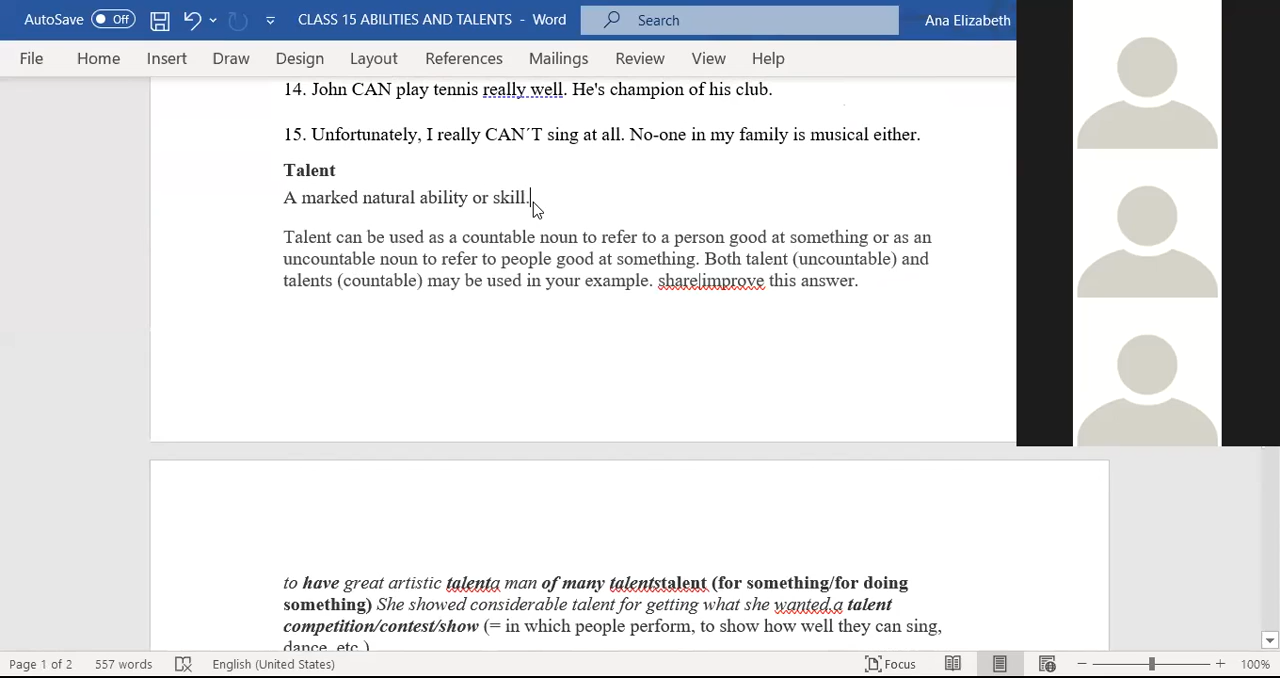 AutoSave Off CLASS 15 ABILITIES AND TALENTS - Word Search Ana Elizabeth
File Home Insert Draw Design Layout References Mailings Review View Help
14. John CAN play tennis really well. He's champion of his club.
15. Unfortunately, I really CAN´T sing at all. No-one in my family is musical either.
Talent
A marked natural ability or skill.
Talent can be used as a countable noun to refer to a person good at something or as an
uncountable noun to refer to people good at something. Both talent (uncountable) and
talents (countable) may be used in your example. share|improve this answer.
to have great artistic talenta man of many talentstalent (for something/for doing
something) She showed considerable talent for getting what she wanted.a talent
competition/contest/show (= in which people perform, to show how well they can sing,
dance, etc.)
Page 1 of 2 557 words English (United States) Focus 100%